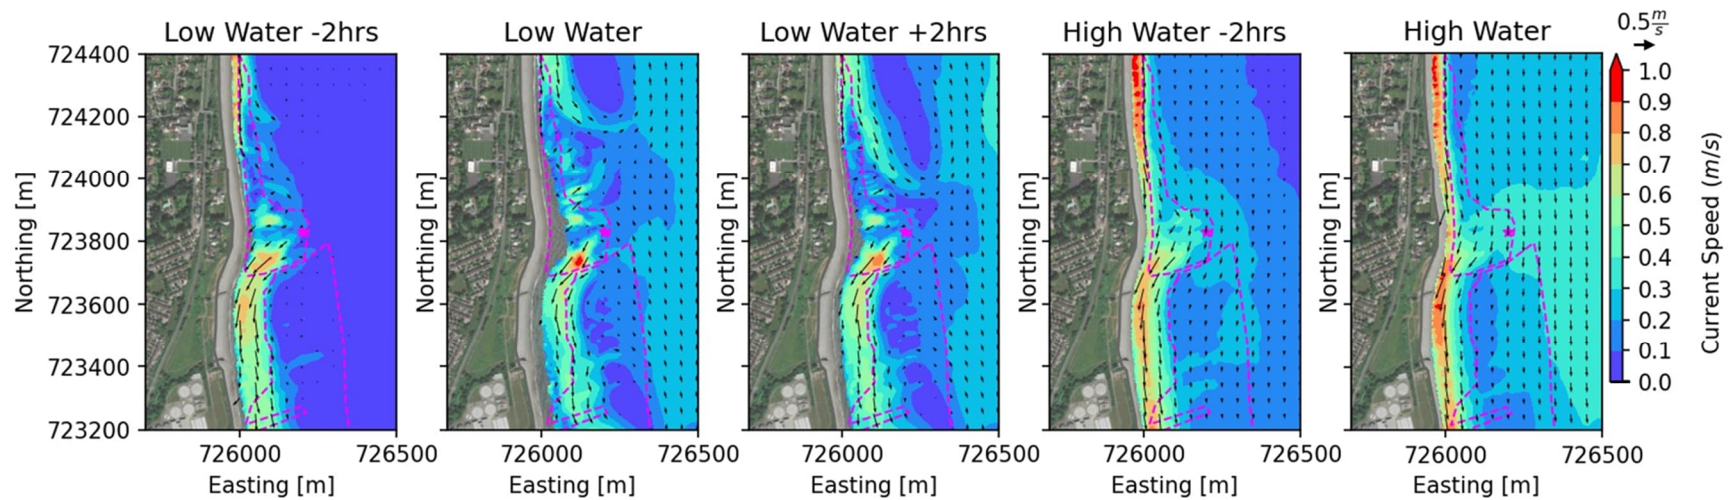 Low Water -2hrs
Low Water
Low Water +2hrs
High Water -2hrs
High Water
0.5 m/s
724400
724200
724000
723800
723600
723400
723200
Northing [m]
Northing [m]
Northing [m]
Northing [m]
Northing [m]
1.0
0.9
0.8
0.7
0.6
0.5
0.4
0.3
0.2
0.1
0.0
Current Speed (m/s)
726000 726500
726000 726500
726000 726500
726000 726500
726000 726500
Easting [m]
Easting [m]
Easting [m]
Easting [m]
Easting [m]